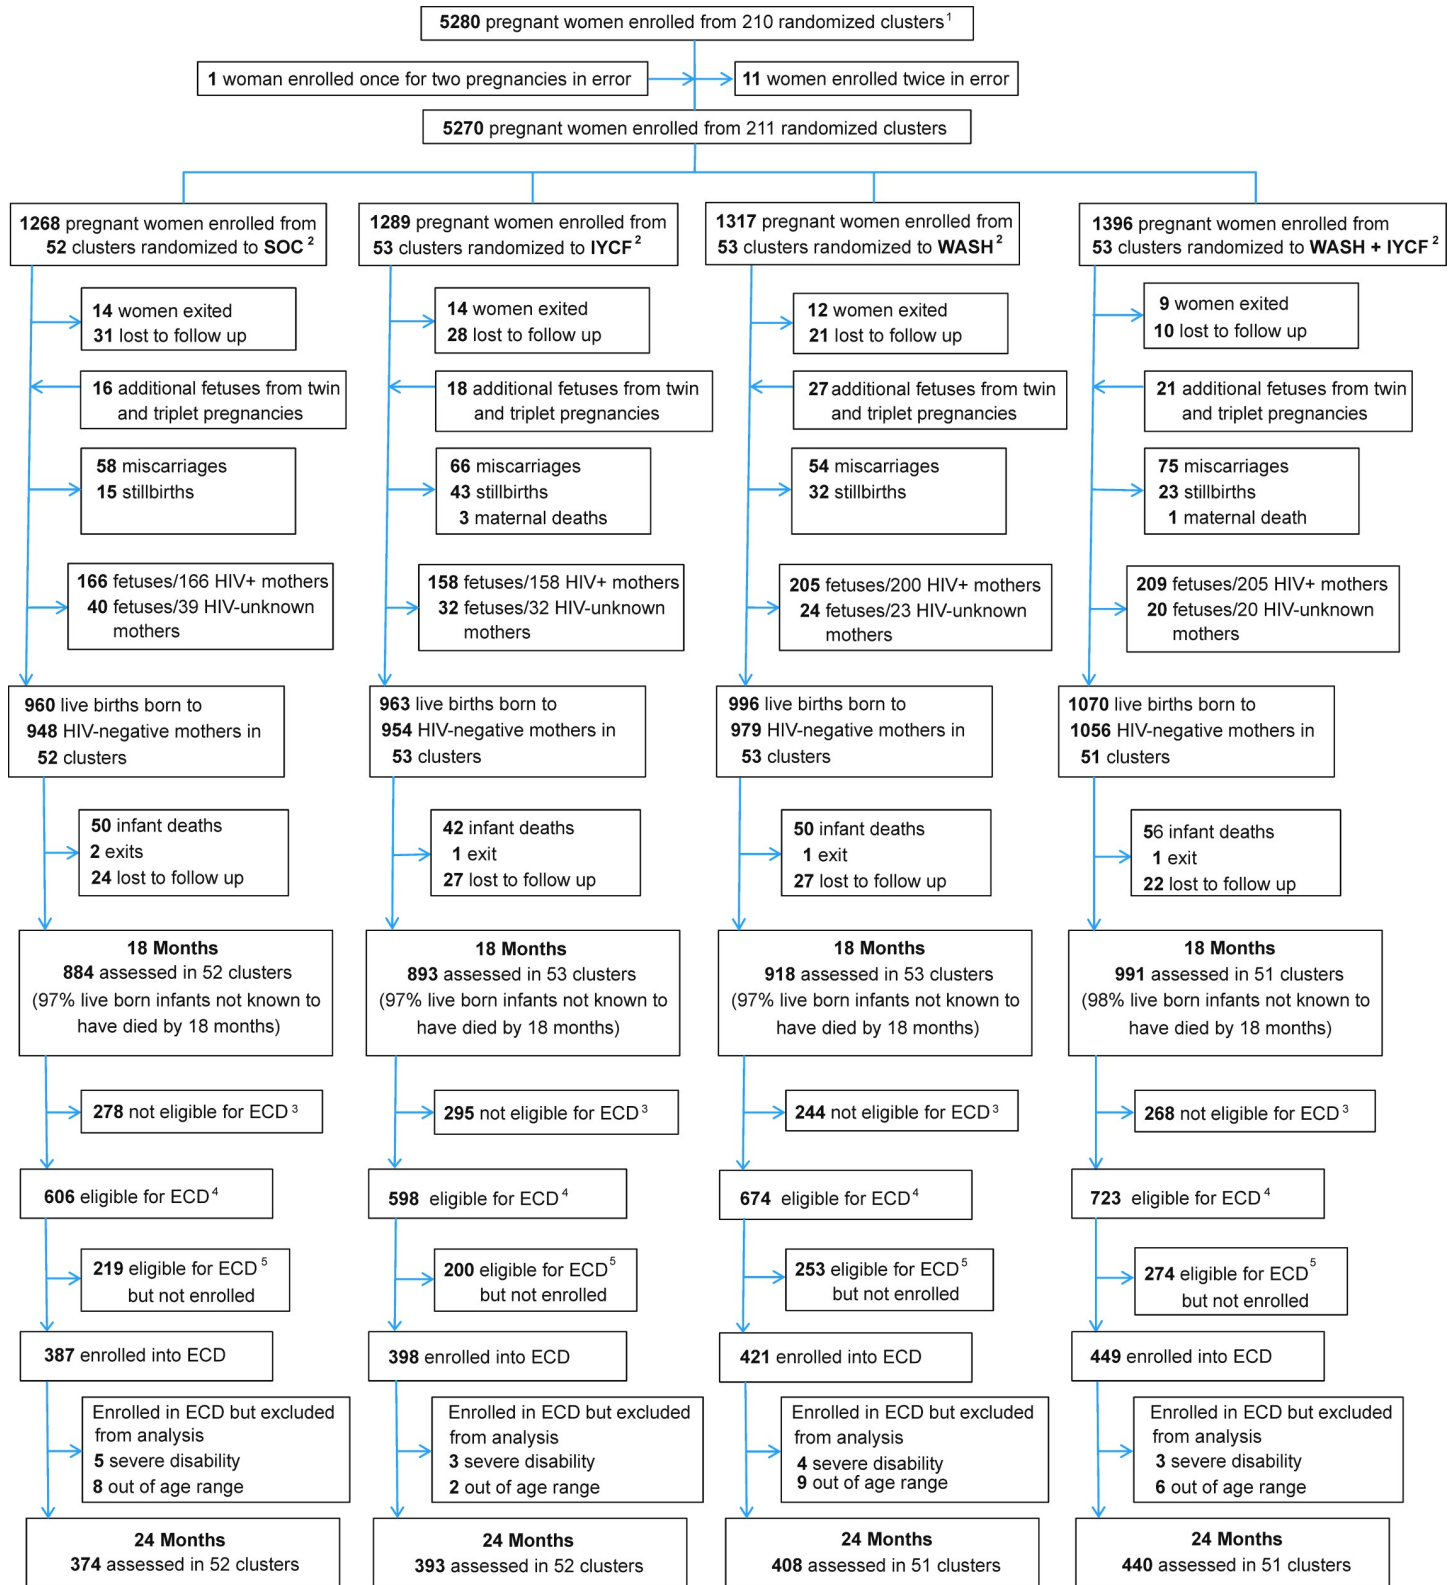 5280 pregnant women enrolled from 210 randomized clusters1
1 woman enrolled once for two pregnancies in error
11 women enrolled twice in error
5270 pregnant women enrolled from 211 randomized clusters
1268 pregnant women enrolled from
52 clusters randomized to SOC 2
1289 pregnant women enrolled from
53 clusters randomized to IYCF 2
1317 pregnant women enrolled from
53 clusters randomized to WASH 2
1396 pregnant women enrolled from
53 clusters randomized to WASH + IYCF 2
14 women exited
31 lost to follow up
14 women exited
28 lost to follow up
12 women exited
21 lost to follow up
9 women exited
10 lost to follow up
16 additional fetuses from twin
and triplet pregnancies
18 additional fetuses from twin
and triplet pregnancies
27 additional fetuses from twin
and triplet pregnancies
21 additional fetuses from twin
and triplet pregnancies
58 miscarriages
15 stillbirths
66 miscarriages
43 stillbirths
3 maternal deaths
54 miscarriages
32 stillbirths
75 miscarriages
23 stillbirths
1 maternal death
166 fetuses/166 HIV+ mothers
40 fetuses/39 HIV-unknown
mothers
158 fetuses/158 HIV+ mothers
32 fetuses/32 HIV-unknown
mothers
205 fetuses/200 HIV+ mothers
24 fetuses/23 HIV-unknown
mothers
209 fetuses/205 HIV+ mothers
20 fetuses/20 HIV-unknown
mothers
960 live births born to
948 HIV-negative mothers in
52 clusters
963 live births born to
954 HIV-negative mothers in
53 clusters
996 live births born to
979 HIV-negative mothers in
53 clusters
1070 live births born to
1056 HIV-negative mothers in
51 clusters
50 infant deaths
2 exits
24 lost to follow up
42 infant deaths
1 exit
27 lost to follow up
50 infant deaths
1 exit
27 lost to follow up
56 infant deaths
1 exit
22 lost to follow up
18 Months
884 assessed in 52 clusters
(97% live born infants not known to
have died by 18 months)
18 Months
893 assessed in 53 clusters
(97% live born infants not known to
have died by 18 months)
18 Months
918 assessed in 53 clusters
(97% live born infants not known to
have died by 18 months)
18 Months
991 assessed in 51 clusters
(98% live born infants not known to
have died by 18 months)
278 not eligible for ECD 3
295 not eligible for ECD 3
244 not eligible for ECD 3
268 not eligible for ECD 3
606 eligible for ECD 4
598 eligible for ECD 4
674 eligible for ECD 4
723 eligible for ECD 4
219 eligible for ECD 5
but not enrolled
200 eligible for ECD5
but not enrolled
253 eligible for ECD5
but not enrolled
274 eligible for ECD5
but not enrolled
387 enrolled into ECD
398 enrolled into ECD
421 enrolled into ECD
449 enrolled into ECD
Enrolled in ECD but excluded
from analysis
5 severe disability
8 out of age range
Enrolled in ECD but excluded
from analysis
3 severe disability
2 out of age range
Enrolled in ECD but excluded
from analysis
4 severe disability
9 out of age range
Enrolled in ECD but excluded
from analysis
3 severe disability
6 out of age range
24 Months
374 assessed in 52 clusters
24 Months
393 assessed in 52 clusters
24 Months
408 assessed in 51 clusters
24 Months
440 assessed in 51 clusters